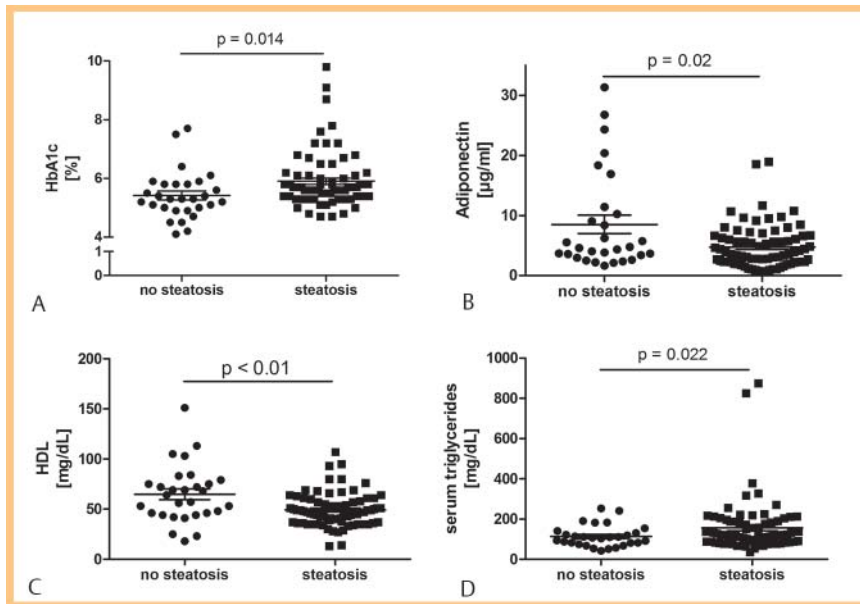 p = 0.014
10
8
6
4
1
0
HbA1c
[%]
no steatosis
steatosis
A
p = 0.02
30
20
10
0
Adiponectin
[µg/ml]
no steatosis
steatosis
B
p < 0.01
200
150
100
50
0
HDL
[mg/dL]
no steatosis
steatosis
C
p = 0.022
1000
800
600
400
200
0
serum triglycerides
[mg/dL]
no steatosis
steatosis
D